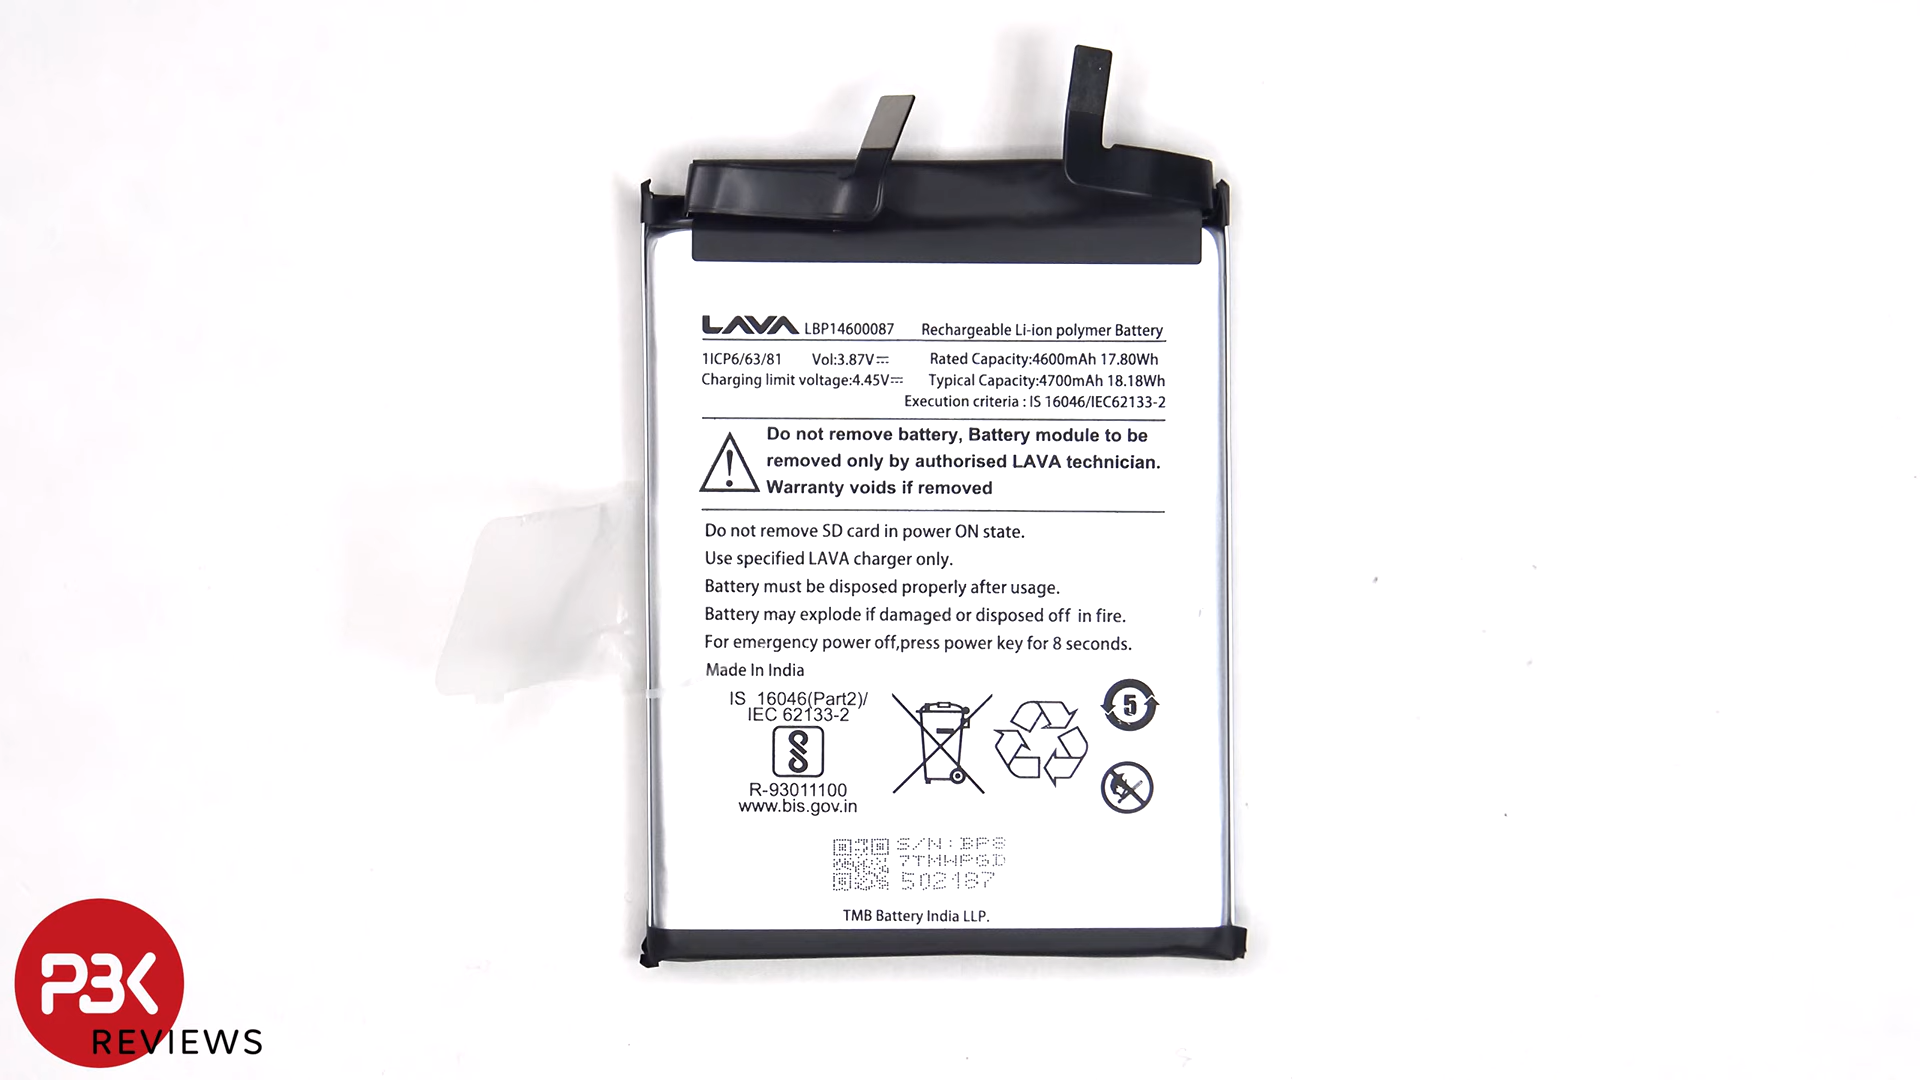 LAVA LBP14600087 Rechargeable Li-ion polymer Battery
1ICP6/63/81 Vol:3.87V⎓ Rated Capacity:4600mAh 17.80Wh
Charging limit voltage:4.45V⎓ Typical Capacity:4700mAh 18.18Wh
Execution criteria : IS 16046/IEC62133-2
Do not remove battery, Battery module to be
removed only by authorised LAVA technician.
Warranty voids if removed
Do not remove SD card in power ON state.
Use specified LAVA charger only.
Battery must be disposed properly after usage.
Battery may explode if damaged or disposed off in fire.
For emergency power off,press power key for 8 seconds.
Made In India
IS 16046(Part2)/
IEC 62133-2
R-93011100
www.bis.gov.in
5
S/N:BP8
7TMWPGD
502187
TMB Battery India LLP.
PBK
REVIEWS